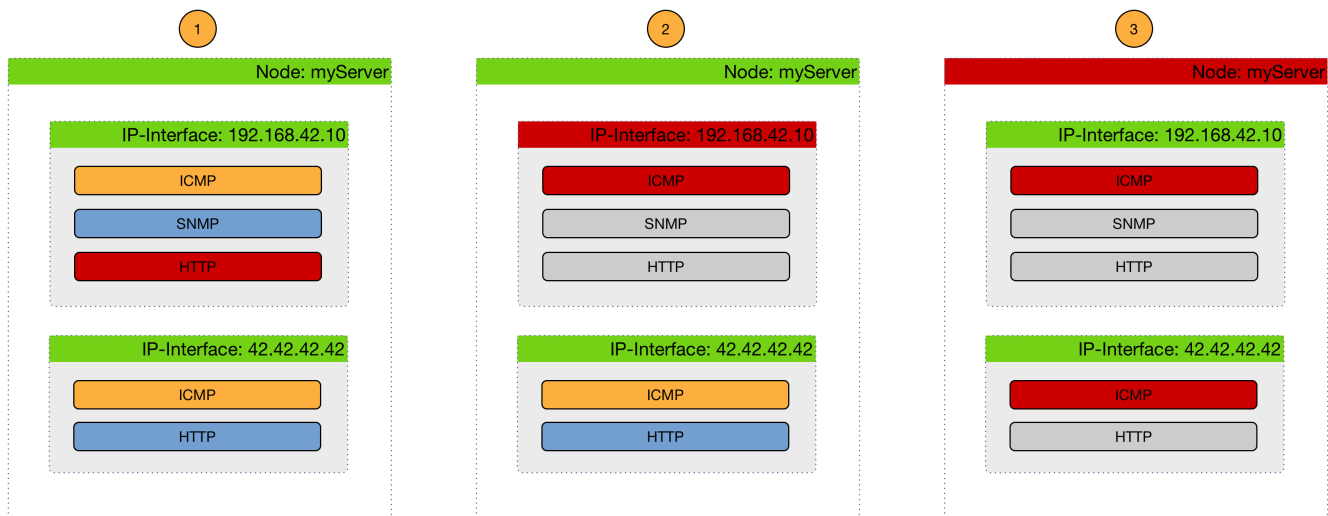 1
Node: myServer
IP-Interface: 192.168.42.10
ICMP
SNMP
HTTP
IP-Interface: 42.42.42.42
ICMP
HTTP
2
Node: myServer
IP-Interface: 192.168.42.10
ICMP
SNMP
HTTP
IP-Interface: 42.42.42.42
ICMP
HTTP
3
Node: myServer
IP-Interface: 192.168.42.10
ICMP
SNMP
HTTP
IP-Interface: 42.42.42.42
ICMP
HTTP